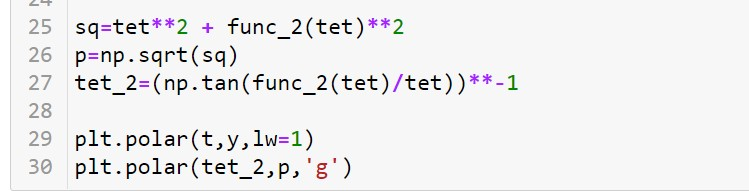 25 sq=tet**2 + func_2(tet)**2
26 p=np.sqrt(sq)
27 tet_2=(np.tan(func_2(tet)/tet))**-1
28
29 plt.polar(t,y,lw=1)
30 plt.polar(tet_2,p,'g')